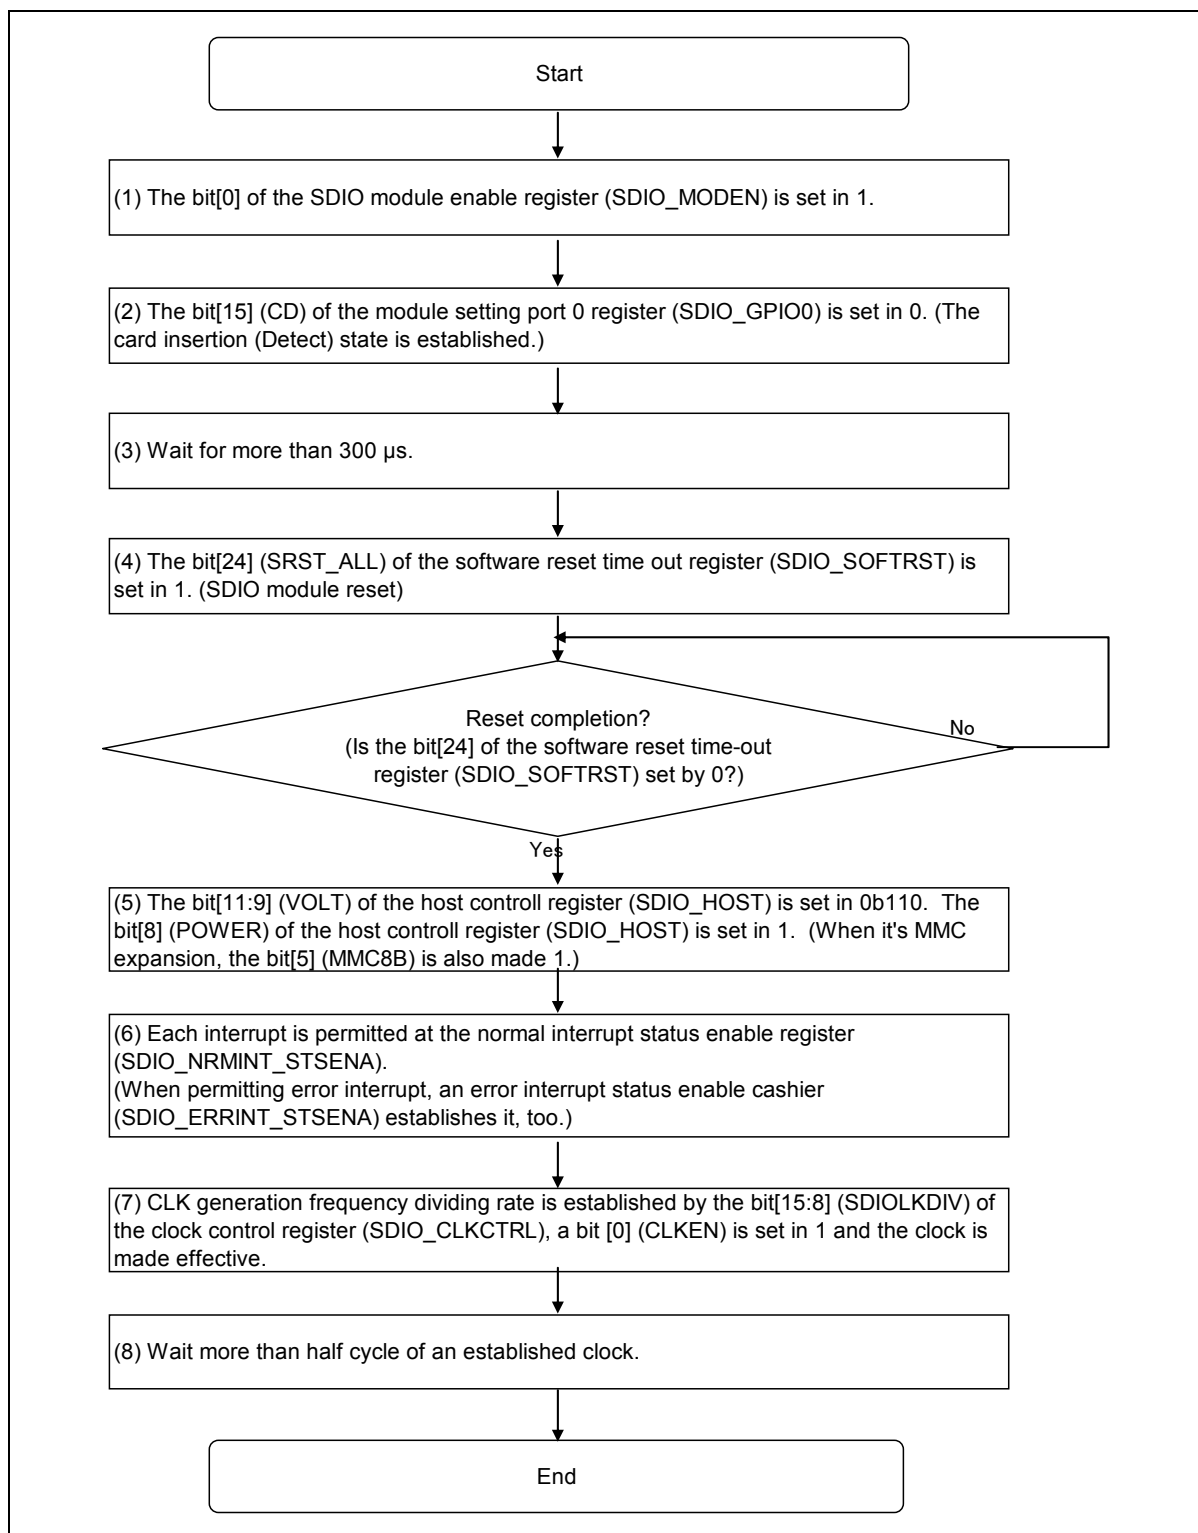 Start
(1) The bit[0] of the SDIO module enable register (SDIO_MODEN) is set in 1.
(2) The bit[15] (CD) of the module setting port 0 register (SDIO_GPIO0) is set in 0. (The
card insertion (Detect) state is established.)
(3) Wait for more than 300 µs.
(4) The bit[24] (SRST_ALL) of the software reset time out register (SDIO_SOFTRST) is
set in 1. (SDIO module reset)
Reset completion?
(Is the bit[24] of the software reset time-out
register (SDIO_SOFTRST) set by 0?)
No
Yes
(5) The bit[11:9] (VOLT) of the host controll register (SDIO_HOST) is set in 0b110.  The
bit[8] (POWER) of the host controll register (SDIO_HOST) is set in 1.  (When it's MMC
expansion, the bit[5] (MMC8B) is also made 1.)
(6) Each interrupt is permitted at the normal interrupt status enable register
(SDIO_NRMINT_STSENA).
(When permitting error interrupt, an error interrupt status enable cashier
(SDIO_ERRINT_STSENA) establishes it, too.)
(7) CLK generation frequency dividing rate is established by the bit[15:8] (SDIOLKDIV) of
the clock control register (SDIO_CLKCTRL), a bit [0] (CLKEN) is set in 1 and the clock is
made effective.
(8) Wait more than half cycle of an established clock.
End